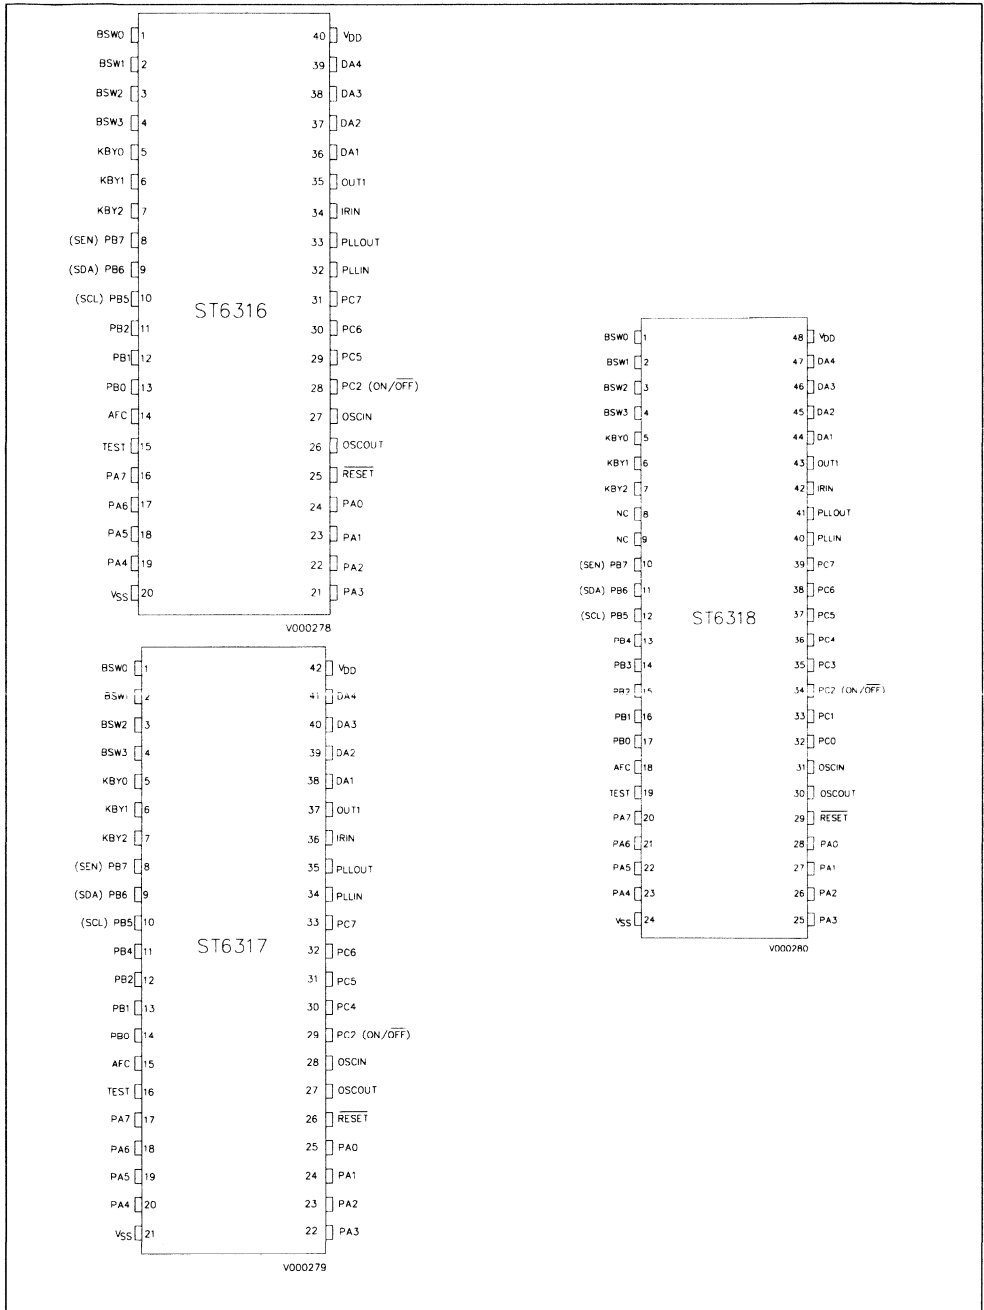 BSW0 1 40 VDD
BSW1 2 39 DA4
BSW2 3 38 DA3
BSW3 4 37 DA2
KBY0 5 36 DA1
KBY1 6 35 OUT1
KBY2 7 34 IRIN
(SEN) PB7 8 33 PLLOUT
(SDA) PB6 9 32 PLLIN
(SCL) PB5 10 31 PC7
ST6316
PB2 11 30 PC6
PB1 12 29 PC5
PB0 13 28 PC2 (ON/OFF)
AFC 14 27 OSCIN
TEST 15 26 OSCOUT
PA7 16 25 RESET
PA6 17 24 PA0
PA5 18 23 PA1
PA4 19 22 PA2
VSS 20 21 PA3
V000278
BSW0 1 42 VDD
BSW1 2 41 DA4
BSW2 3 40 DA3
BSW3 4 39 DA2
KBY0 5 38 DA1
KBY1 6 37 OUT1
KBY2 7 36 IRIN
(SEN) PB7 8 35 PLLOUT
(SDA) PB6 9 34 PLLIN
(SCL) PB5 10 33 PC7
ST6317
PB4 11 32 PC6
PB2 12 31 PC5
PB1 13 30 PC4
PB0 14 29 PC2 (ON/OFF)
AFC 15 28 OSCIN
TEST 16 27 OSCOUT
PA7 17 26 RESET
PA6 18 25 PA0
PA5 19 24 PA1
PA4 20 23 PA2
VSS 21 22 PA3
V000279
BSW0 1 48 VDD
BSW1 2 47 DA4
BSW2 3 46 DA3
BSW3 4 45 DA2
KBY0 5 44 DA1
KBY1 6 43 OUT1
KBY2 7 42 IRIN
NC 8 41 PLLOUT
NC 9 40 PLLIN
(SEN) PB7 10 39 PC7
(SDA) PB6 11 38 PC6
(SCL) PB5 12 37 PC5
ST6318
PB4 13 36 PC4
PB3 14 35 PC3
PB2 15 34 PC2 (ON/OFF)
PB1 16 33 PC1
PB0 17 32 PC0
AFC 18 31 OSCIN
TEST 19 30 OSCOUT
PA7 20 29 RESET
PA6 21 28 PA0
PA5 22 27 PA1
PA4 23 26 PA2
VSS 24 25 PA3
V000280